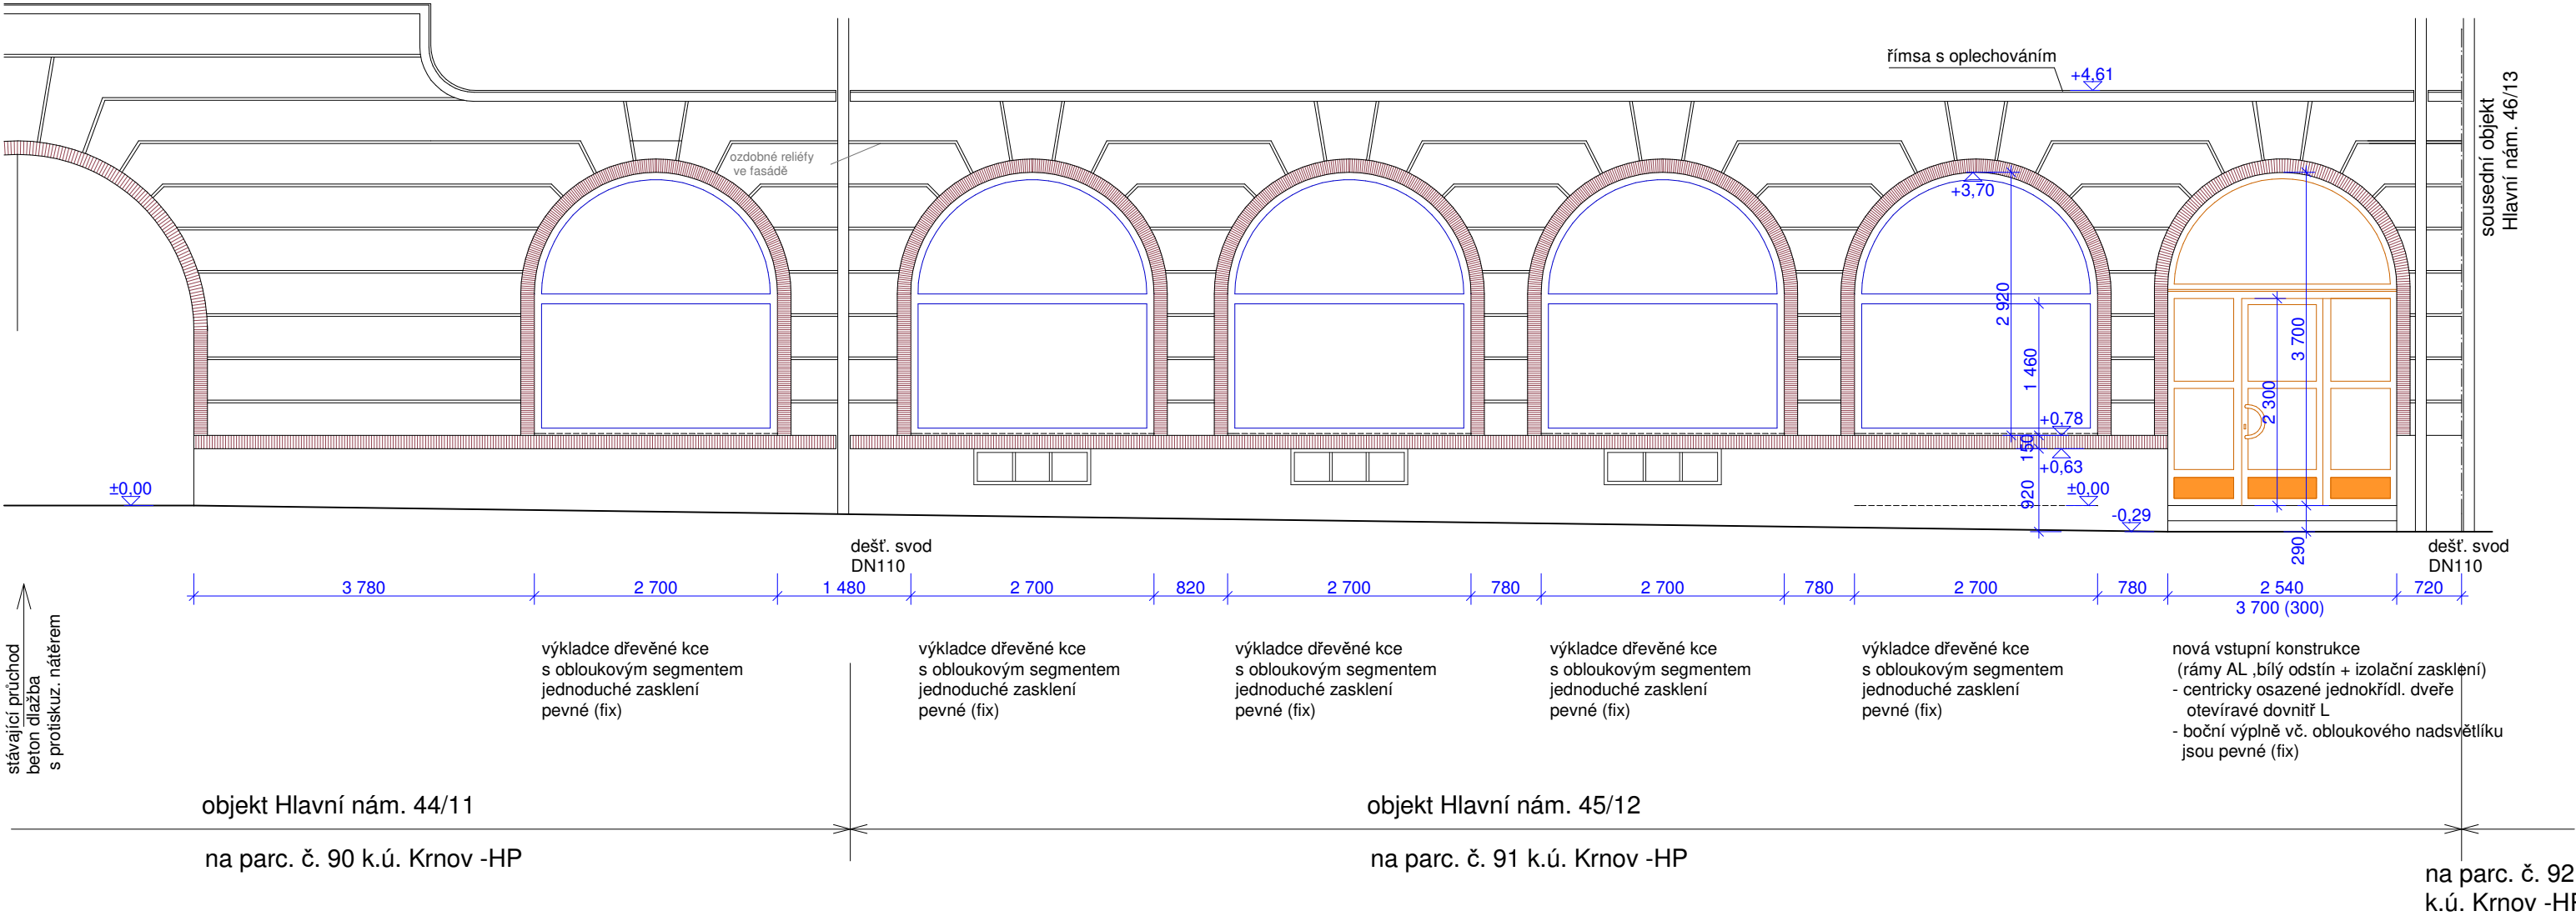 římsa s oplechováním
+4,61
sousední objekt
Hlavní nám. 46/13
ozdobné reliéfy
ve fasádě
+3,70
2 920
1 460
3 700
2 300
+0,78
150
+0,63
920
±0,00
±0,00
-0,29
290
dešť. svod
DN110
dešť. svod
DN110
3 780
2 700
1 480
2 700
820
2 700
780
2 700
780
2 700
780
2 540
720
3 700 (300)
stávající průchod
beton dlažba
s protiskuz. nátěrem
výkladce dřevěné kce
s obloukovým segmentem
jednoduché zasklení
pevné (fix)
výkladce dřevěné kce
s obloukovým segmentem
jednoduché zasklení
pevné (fix)
výkladce dřevěné kce
s obloukovým segmentem
jednoduché zasklení
pevné (fix)
výkladce dřevěné kce
s obloukovým segmentem
jednoduché zasklení
pevné (fix)
výkladce dřevěné kce
s obloukovým segmentem
jednoduché zasklení
pevné (fix)
nová vstupní konstrukce
(rámy AL ,bílý odstín + izolační zasklení)
- centricky osazené jednokřídl. dveře
otevíravé dovnitř L
- boční výplně vč. obloukového nadsvětlíku
jsou pevné (fix)
objekt Hlavní nám. 44/11
objekt Hlavní nám. 45/12
na parc. č. 90 k.ú. Krnov -HP
na parc. č. 91 k.ú. Krnov -HP
na parc. č. 92
k.ú. Krnov -HP